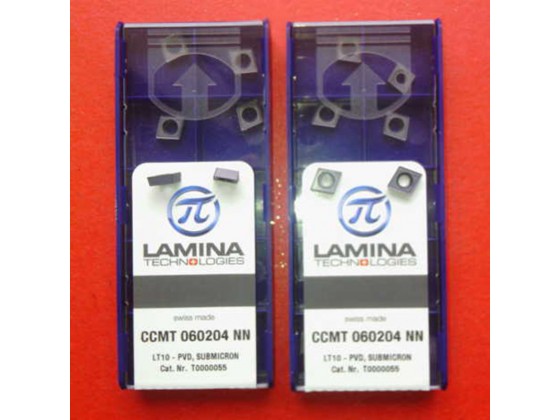 π
LAMINA
TECHNOLOGIES
swiss made
CCMT 060204 NN
LT10 - PVD, SUBMICRON
Cat. Nr. T0000055
π
LAMINA
TECHNOLOGIES
swiss made
CCMT 060204 NN
LT10 - PVD, SUBMICRON
Cat. Nr. T0000055